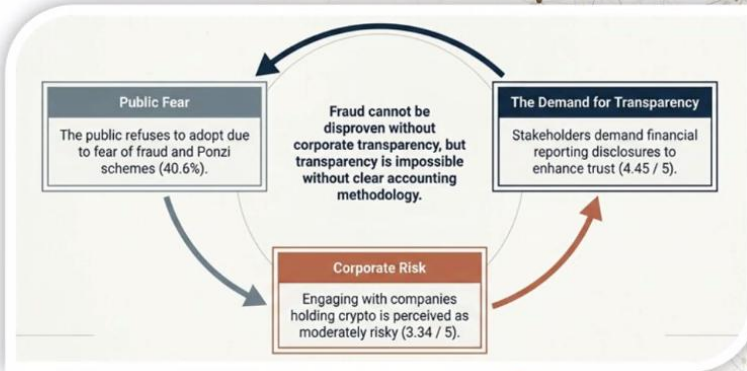 Public Fear
The public refuses to adopt due
to fear of fraud and Ponzi
schemes (40.6%).
Fraud cannot be
disproven without
corporate transparency, but
transparency is impossible
without clear accounting
methodology.
The Demand for Transparency
Stakeholders demand financial
reporting disclosures to
enhance trust (4.45 / 5).
Corporate Risk
Engaging with companies
holding crypto is perceived as
moderately risky (3.34 / 5).